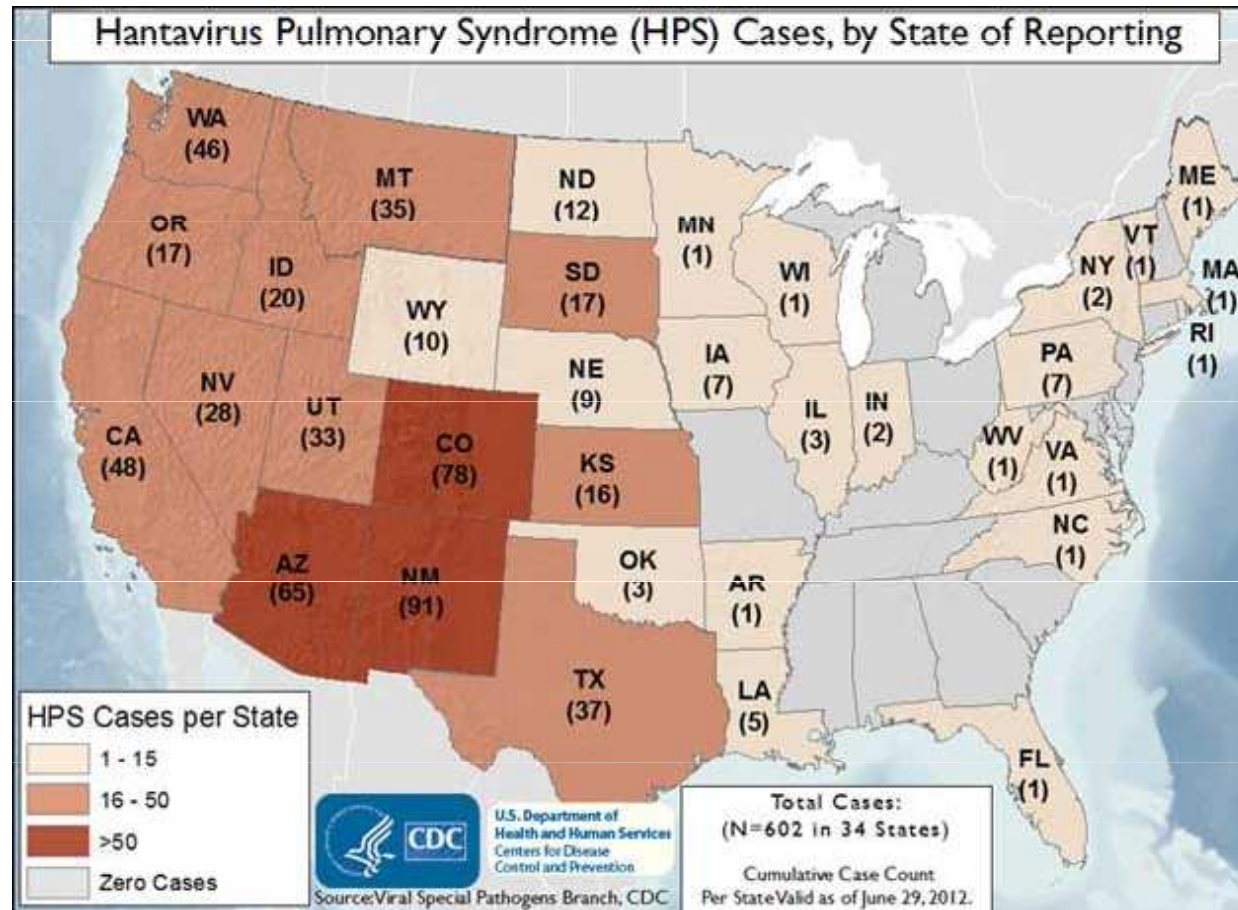 Hantavirus Pulmonary Syndrome (HPS) Cases, by State of Reporting
WA
(46)
MT
(35)
ND
(12)
MN
(1)
ME
(1)
VT
(1)
OR
(17)
ID
(20)
SD
(17)
WI
(1)
NY
(2)
MA
(1)
WY
(10)
RI
(1)
NV
(28)
UT
(33)
NE
(9)
IA
(7)
PA
(7)
CA
(48)
CO
(78)
KS
(16)
IL
(3)
IN
(2)
WV
(1)
VA
(1)
AZ
(65)
NM
(91)
OK
(3)
AR
(1)
NC
(1)
TX
(37)
LA
(5)
FL
(1)
HPS Cases per State
1 - 15
16 - 50
>50
Zero Cases
CDC
U.S. Department of
Health and Human Services
Centers for Disease
Control and Prevention
Source:Viral Special Pathogens Branch, CDC
Total Cases:
(N=602 in 34 States)
Cumulative Case Count
Per State Valid as of June 29, 2012.